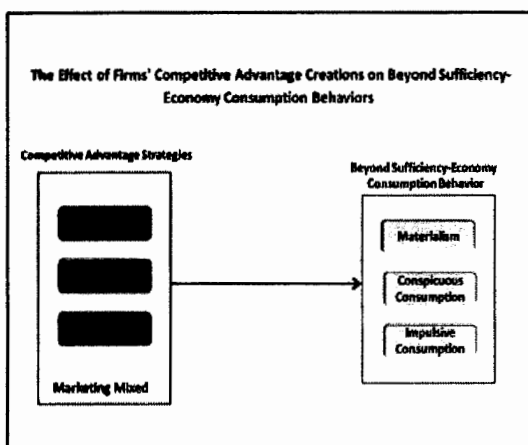 The Effect of Firms' Competitive Advantage Creations on Beyond Sufficiency-
Economy Consumption Behaviors
Competitive Advantage Strategies
Beyond Sufficiency-Economy
Consumption Behavior
Materialism
Conspicuous
Consumption
Impulsive
Consumption
Marketing Mixed